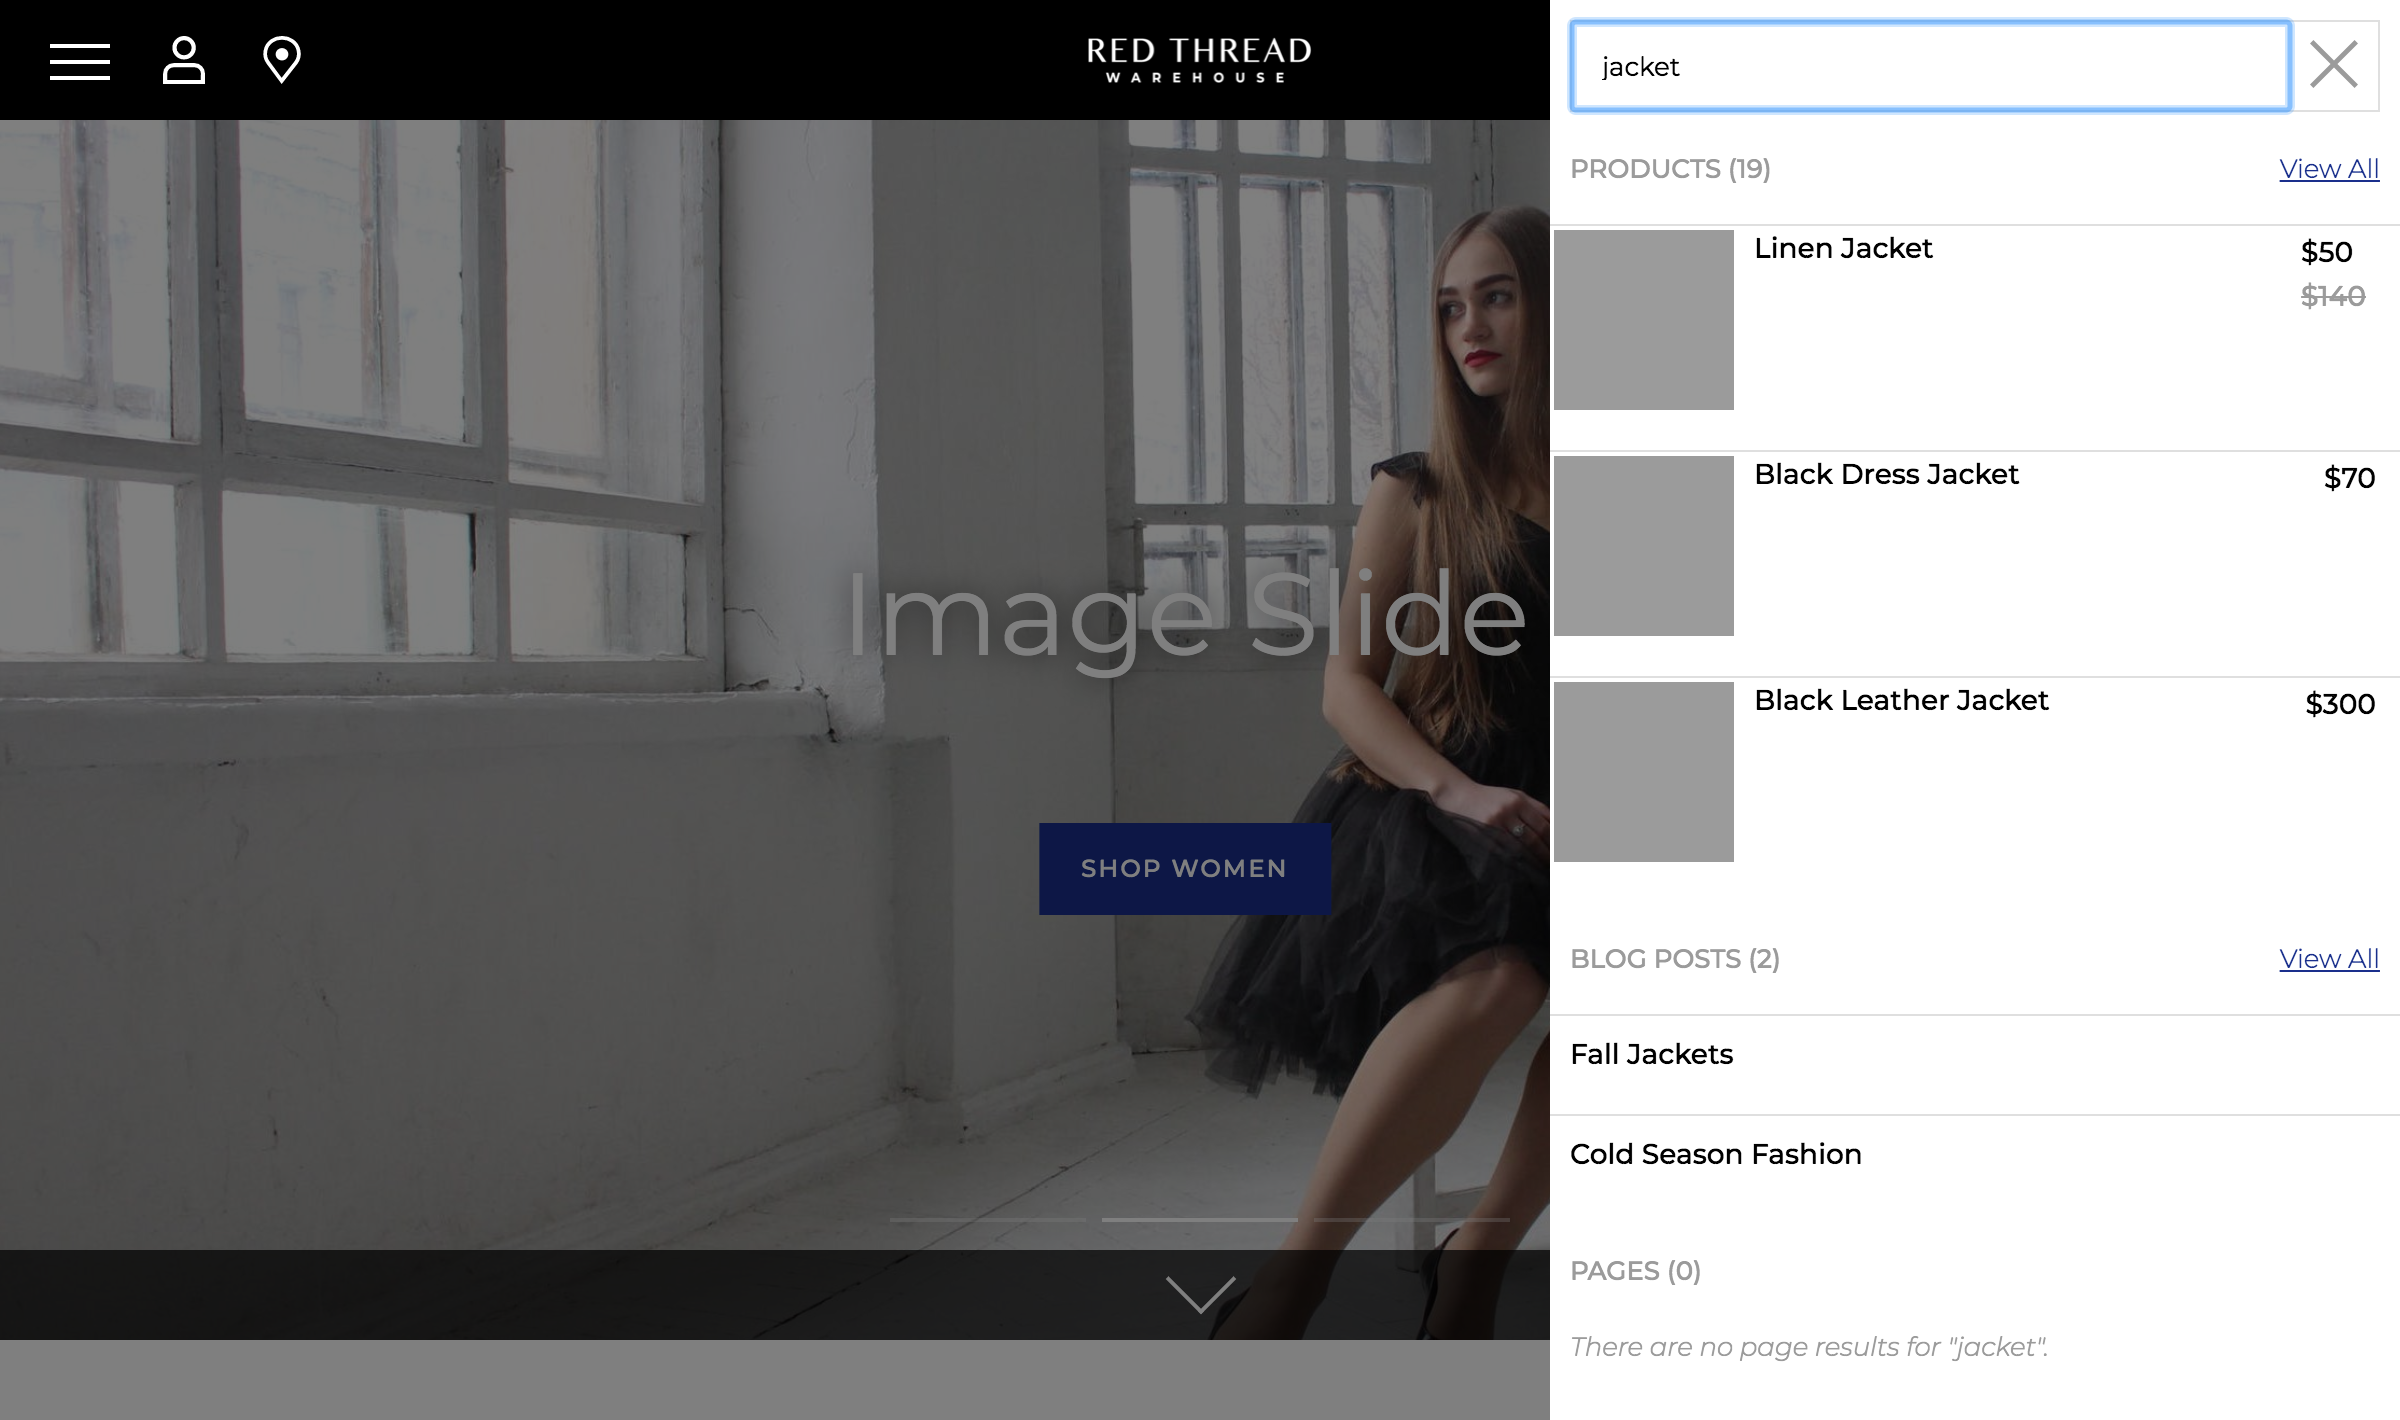 RED THREAD
WAREHOUSE
Image Slide
SHOP WOMEN
jacket
PRODUCTS (19) View All
Linen Jacket $50
$140
Black Dress Jacket $70
Black Leather Jacket $300
BLOG POSTS (2) View All
Fall Jackets
Cold Season Fashion
PAGES (0)
There are no page results for "jacket".